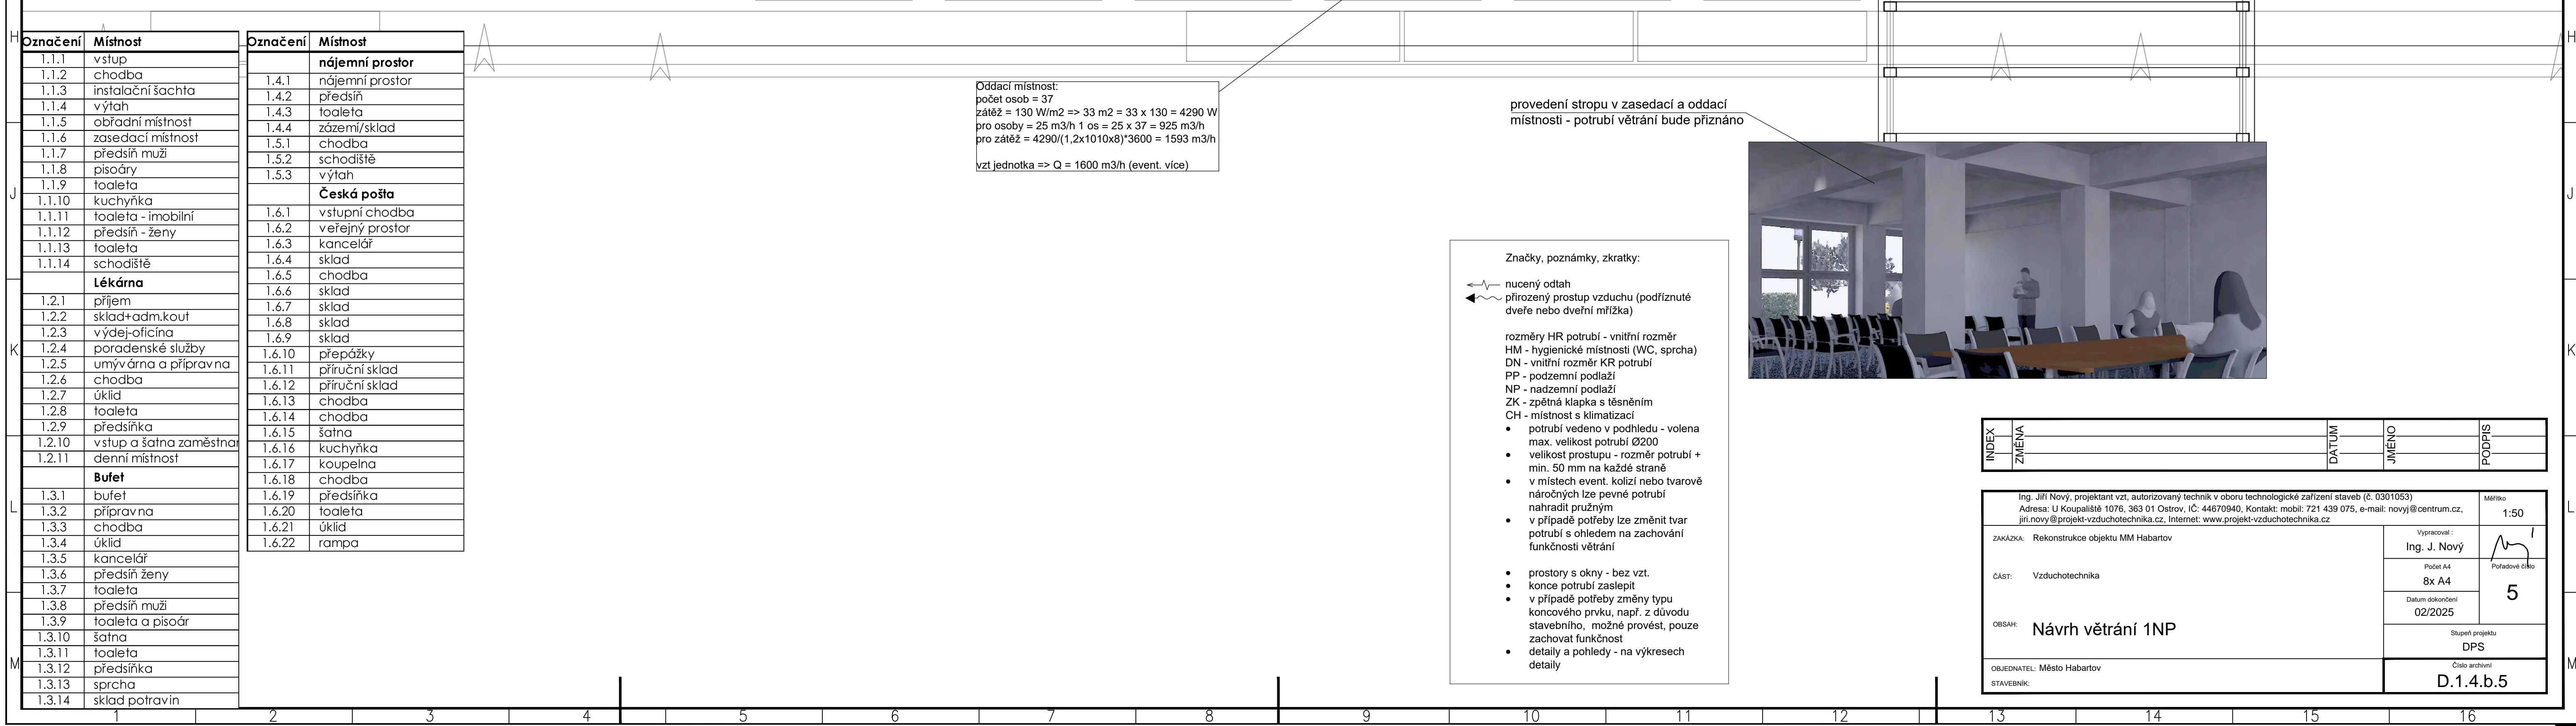 Označení Místnost
1.1.1 vstup
1.1.2 chodba
1.1.3 instalační šachta
1.1.4 výtah
1.1.5 obřadní místnost
1.1.6 zasedací místnost
1.1.7 předsíň muži
1.1.8 pisoáry
1.1.9 toaleta
1.1.10 kuchyňka
1.1.11 toaleta - imobilní
1.1.12 předsíň - ženy
1.1.13 toaleta
1.1.14 schodiště
Lékárna
1.2.1 příjem
1.2.2 sklad+adm.kout
1.2.3 výdej-oficína
1.2.4 poradenské služby
1.2.5 umývárna a přípravna
1.2.6 chodba
1.2.7 úklid
1.2.8 toaleta
1.2.9 předsíňka
1.2.10 vstup a šatna zaměstnan
1.2.11 denní místnost
Bufet
1.3.1 bufet
1.3.2 přípravna
1.3.3 chodba
1.3.4 úklid
1.3.5 kancelář
1.3.6 předsíň ženy
1.3.7 toaleta
1.3.8 předsíň muži
1.3.9 toaleta a pisoár
1.3.10 šatna
1.3.11 toaleta
1.3.12 předsíňka
1.3.13 sprcha
1.3.14 sklad potravin
Označení Místnost
nájemní prostor
1.4.1 nájemní prostor
1.4.2 předsíň
1.4.3 toaleta
1.4.4 zázemí/sklad
1.5.1 chodba
1.5.2 schodiště
1.5.3 výtah
Česká pošta
1.6.1 vstupní chodba
1.6.2 veřejný prostor
1.6.3 kancelář
1.6.4 sklad
1.6.5 chodba
1.6.6 sklad
1.6.7 sklad
1.6.8 sklad
1.6.9 sklad
1.6.10 přepážky
1.6.11 příruční sklad
1.6.12 příruční sklad
1.6.13 chodba
1.6.14 chodba
1.6.15 šatna
1.6.16 kuchyňka
1.6.17 koupelna
1.6.18 chodba
1.6.19 předsíňka
1.6.20 toaleta
1.6.21 úklid
1.6.22 rampa
Oddací místnost:
počet osob = 37
zátěž = 130 W/m2 => 33 m2 = 33 x 130 = 4290 W
pro osoby = 25 m3/h 1 os = 25 x 37 = 925 m3/h
pro zátěž = 4290/(1,2x1010x8)*3600 = 1593 m3/h
vzt jednotka => Q = 1600 m3/h (event. více)
provedení stropu v zasedací a oddací
místnosti - potrubí větrání bude přiznáno
Značky, poznámky, zkratky:
nucený odtah
přirozený prostup vzduchu (podříznuté
dveře nebo dveřní mřížka)
rozměry HR potrubí - vnitřní rozměr
HM - hygienické místnosti (WC, sprcha)
DN - vnitřní rozměr KR potrubí
PP - podzemní podlaží
NP - nadzemní podlaží
ZK - zpětná klapka s těsněním
CH - místnost s klimatizací
• potrubí vedeno v podhledu - volena
max. velikost potrubí Ø200
• velikost prostupu - rozměr potrubí +
min. 50 mm na každé straně
• v místech event. kolizí nebo tvarově
náročných lze pevné potrubí
nahradit pružným
• v případě potřeby lze změnit tvar
potrubí s ohledem na zachování
funkčnosti větrání
• prostory s okny - bez vzt.
• konce potrubí zaslepit
• v případě potřeby změny typu
koncového prvku, např. z důvodu
stavebního, možné provést, pouze
zachovat funkčnost
• detaily a pohledy - na výkresech
detaily
INDEX ZMĚNA DATUM JMÉNO PODPIS
Ing. Jiří Nový, projektant vzt, autorizovaný technik v oboru technologické zařízení staveb (č. 0301053)
Adresa: U Koupaliště 1076, 363 01 Ostrov, IČ: 44670940, Kontakt: mobil: 721 439 075, e-mail: novyj@centrum.cz,
jiri.novy@projekt-vzduchotechnika.cz, Internet: www.projekt-vzduchotechnika.cz
Měřítko
1:50
ZAKÁZKA: Rekonstrukce objektu MM Habartov
Vypracoval :
Ing. J. Nový
ČÁST: Vzduchotechnika
Počet A4
8x A4
Pořadové číslo
5
Datum dokončení
02/2025
OBSAH: Návrh větrání 1NP
Stupeň projektu
DPS
OBJEDNATEL: Město Habartov
STAVEBNÍK:
Číslo archivní
D.1.4.b.5
H
J
K
L
M
H
J
K
L
M
1 2 3 4 5 6 7 8 9 10 11 12 13 14 15 16